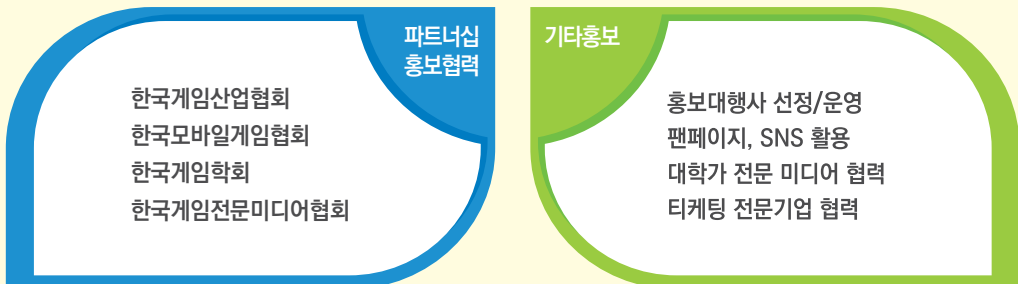 파트너십
홍보협력
한국게임산업협회
한국모바일게임협회
한국게임학회
한국게임전문미디어협회
기타홍보
홍보대행사 선정/운영
팬페이지, SNS 활용
대학가 전문 미디어 협력
티케팅 전문기업 협력